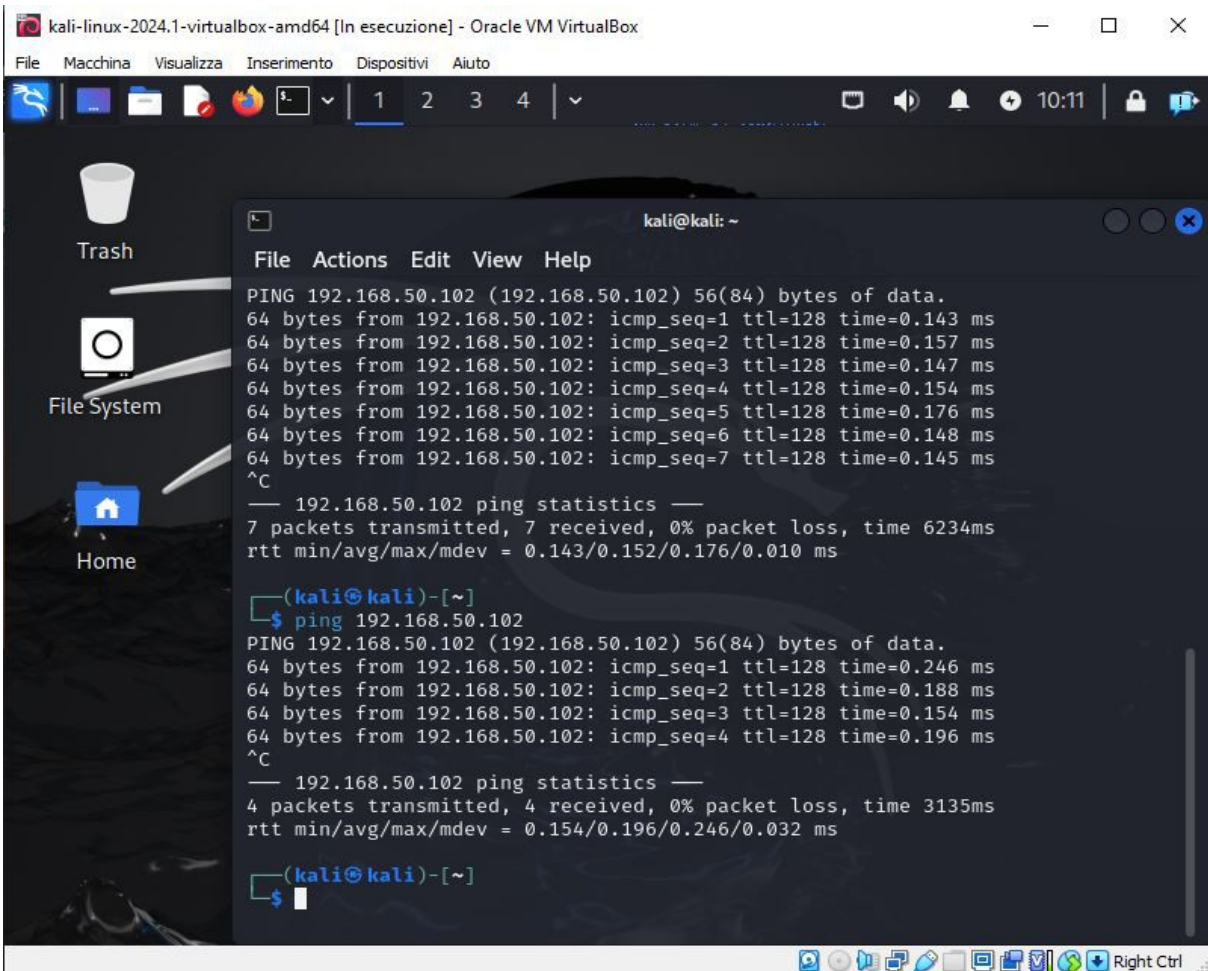 kali-linux-2024.1-virtualbox-amd64 [In esecuzione] - Oracle VM VirtualBox
File Macchina Visualizza Inserimento Dispositivi Aiuto
1 2 3 4 10:11
kali@kali: ~
Trash
File System
Home
File Actions Edit View Help
PING 192.168.50.102 (192.168.50.102) 56(84) bytes of data.
64 bytes from 192.168.50.102: icmp_seq=1 ttl=128 time=0.143 ms
64 bytes from 192.168.50.102: icmp_seq=2 ttl=128 time=0.157 ms
64 bytes from 192.168.50.102: icmp_seq=3 ttl=128 time=0.147 ms
64 bytes from 192.168.50.102: icmp_seq=4 ttl=128 time=0.154 ms
64 bytes from 192.168.50.102: icmp_seq=5 ttl=128 time=0.176 ms
64 bytes from 192.168.50.102: icmp_seq=6 ttl=128 time=0.148 ms
64 bytes from 192.168.50.102: icmp_seq=7 ttl=128 time=0.145 ms
^C
— 192.168.50.102 ping statistics —
7 packets transmitted, 7 received, 0% packet loss, time 6234ms
rtt min/avg/max/mdev = 0.143/0.152/0.176/0.010 ms
┌──(kali㉿kali)-[~]
└─$ ping 192.168.50.102
PING 192.168.50.102 (192.168.50.102) 56(84) bytes of data.
64 bytes from 192.168.50.102: icmp_seq=1 ttl=128 time=0.246 ms
64 bytes from 192.168.50.102: icmp_seq=2 ttl=128 time=0.188 ms
64 bytes from 192.168.50.102: icmp_seq=3 ttl=128 time=0.154 ms
64 bytes from 192.168.50.102: icmp_seq=4 ttl=128 time=0.196 ms
^C
— 192.168.50.102 ping statistics —
4 packets transmitted, 4 received, 0% packet loss, time 3135ms
rtt min/avg/max/mdev = 0.154/0.196/0.246/0.032 ms
┌──(kali㉿kali)-[~]
└─$
Right Ctrl